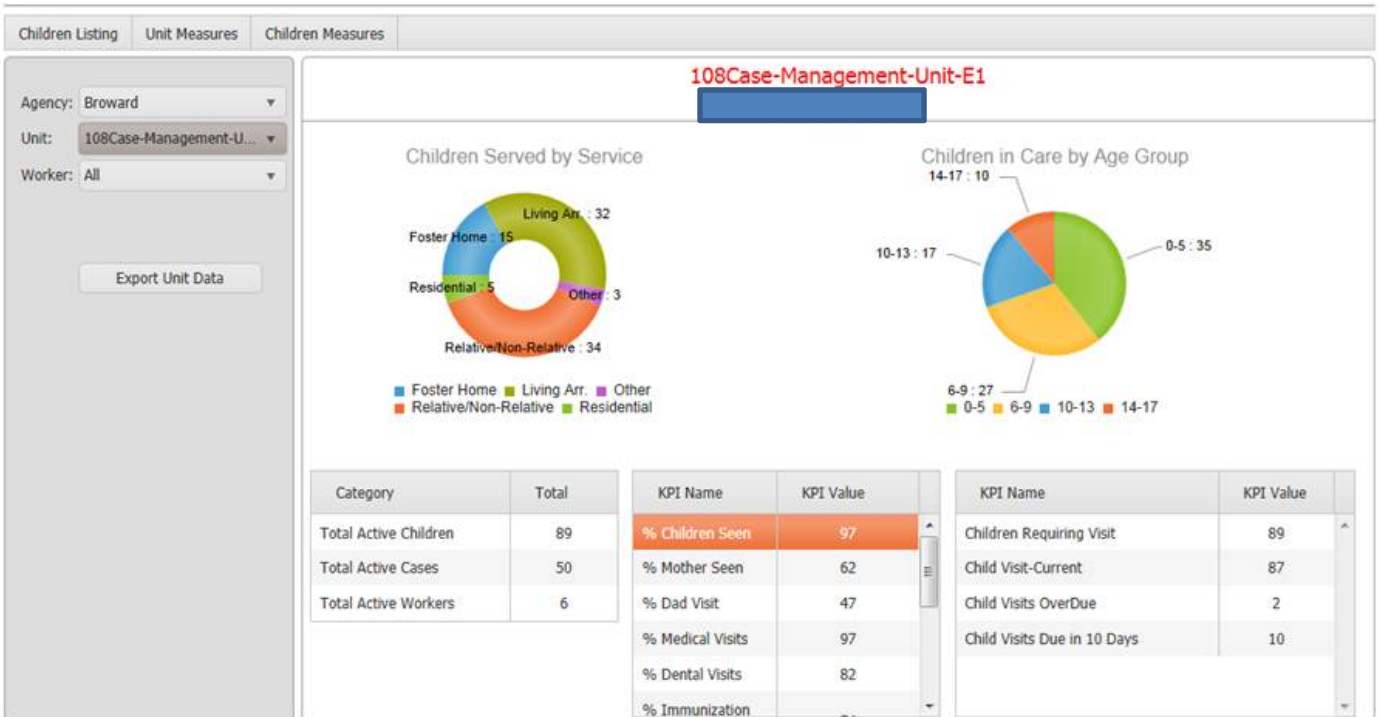 Children Listing Unit Measures Children Measures
108Case-Management-Unit-E1
Agency: Broward
Unit: 108Case-Management-U...
Worker: All
Export Unit Data
Children Served by Service
Living Arr. : 32
Foster Home : 15
Residential : 5
Other : 3
Relative/Non-Relative : 34
Foster Home Living Arr. Other
Relative/Non-Relative Residential
Children in Care by Age Group
14-17 : 10
0-5 : 35
10-13 : 17
6-9 : 27
0-5 6-9 10-13 14-17
Category Total
Total Active Children 89
Total Active Cases 50
Total Active Workers 6
KPI Name KPI Value
% Children Seen 97
% Mother Seen 62
% Dad Visit 47
% Medical Visits 97
% Dental Visits 82
% Immunization
KPI Name KPI Value
Children Requiring Visit 89
Child Visit-Current 87
Child Visits OverDue 2
Child Visits Due in 10 Days 10